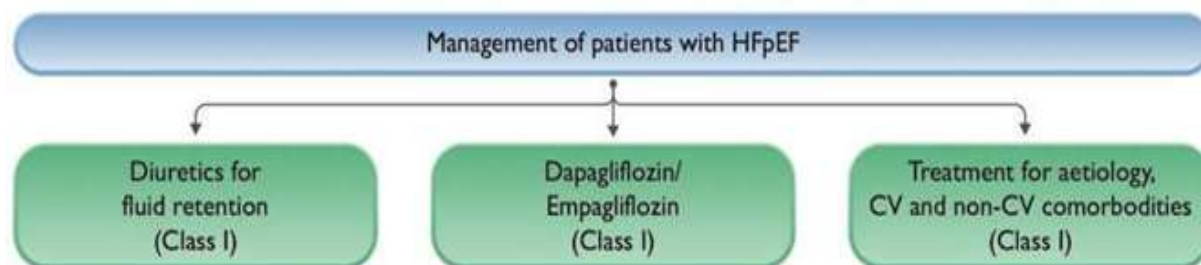 Management of patients with HFpEF
Diuretics for
fluid retention
(Class I)
Dapagliflozin/
Empagliflozin
(Class I)
Treatment for aetiology,
CV and non-CV comorbodities
(Class I)